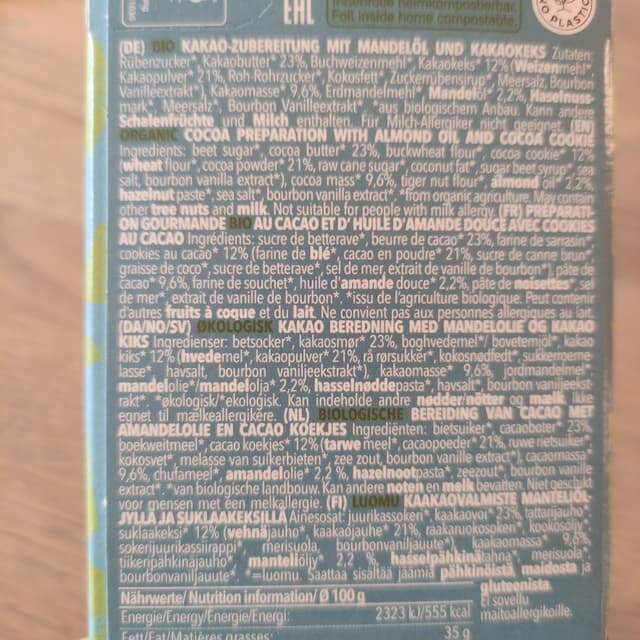 EHL
Innenfolie heimkompostierbar.
Foil inside home compostable.
NO PLASTIC
(DE) BIO KAKAO-ZUBEREITUNG MIT MANDELÖL UND KAKAOKEKS Zutaten:
Rübenzucker*, Kakaobutter* 23%, Buchweizenmehl*, Kakaokeks* 12% (Weizenmehl*,
Kakaopulver* 21%, Roh-Rohrzucker*, Kokosfett*, Zuckerrübensirup*, Meersalz, Bourbon
Vanilleextrakt*), Kakaomasse* 9,6%, Erdmandelmehl*, Mandelöl* 2,2%, Haselnuss-
mark*, Meersalz*, Bourbon Vanilleextrakt*. *aus biologischem Anbau. Kann andere
Schalenfrüchte und Milch enthalten. Für Milch-Allergiker nicht geeignet. (EN)
ORGANIC COCOA PREPARATION WITH ALMOND OIL AND COCOA COOKIE
Ingredients: beet sugar*, cocoa butter* 23%, buckwheat flour*, cocoa cookie* 12%
(wheat flour*, cocoa powder* 21%, raw cane sugar*, coconut fat*, sugar beet syrup*, sea
salt, bourbon vanilla extract*), cocoa mass* 9,6%, tiger nut flour*, almond oil* 2,2%,
hazelnut paste*, sea salt*, bourbon vanilla extract*. *from organic agriculture. May contain
other tree nuts and milk. Not suitable for people with milk allergy. (FR) PREPARATI-
ON GOURMANDE BIO AU CACAO ET D' HUILE D'AMANDE DOUCE AVEC COOKIES
AU CACAO Ingrédients: sucre de betterave*, beurre de cacao* 23%, farine de sarrasin*,
cookies au cacao* 12% (farine de blé*, cacao en poudre* 21%, sucre de canne brun*,
graisse de coco*, sucre de betterave*, sel de mer, extrait de vanille de bourbon*), pâte de
cacao* 9,6%, farine de souchet*, huile d'amande douce* 2,2%, pâte de noisettes*, sel
de mer*, extrait de vanille de bourbon*. *issu de l'agriculture biologique. Peut contenir
d'autres fruits à coque et du lait. Ne convient pas aux personnes allergiques au lait.
(DA/NO/SV) ØKOLOGISK KAKAO BEREDNING MED MANDELOLIE OG KAKAO
KIKS Ingredienser: betsocker*, kakaosmør* 23%, boghvedemel*/ bovetemjöl*, kakao
kiks* 12% (hvedemel*, kakaopulver* 21%, rå rørsukker*, kokosnødfedt*, sukkerroeme-
lasse*, havsalt, bourbon vaniljeekstrakt*), kakaomasse* 9,6%, jordmandelmel*,
mandelolie*/mandelolja* 2,2%, hasselnøddepasta*, havsalt*, bourbon vaniljeekst-
rakt*. *økologisk/*ekologisk. Kan indeholde andre nødder/nötter og mælk. Ikke
egnet til mælkeallergikere. (NL) BIOLOGISCHE BEREIDING VAN CACAO MET
AMANDELOLIE EN CACAO KOEKJES Ingrediënten: bietsuiker*, cacaoboter* 23%,
boekweitmeel*, cacao koekjes* 12% (tarwe meel*, cacaopoeder* 21%, ruwe rietsuiker*,
kokosvet*, melasse van suikerbieten*, zee zout, bourbon vanille extract*), cacaomassa*
9,6%, chufameel*, amandelolie* 2,2 %, hazelnootpasta*, zeezout*, bourbon vanille
extract*. *van biologische landbouw. Kan andere noten en melk bevatten. Niet geschikt
voor mensen met een melkallergie. (FI) LUOMU KAAKAOVALMISTE MANTELIÖL-
JYLLÄ JA SUKLAAKEKSILLÄ Ainesosat: juurikassokeri*, kaakaovoi* 23%, tattarijauho*,
suklaakeksi* 12% (vehnäjauho*, kaakaojauhe* 21%, raakaruokosokeri*, kookosöljy*,
sokerijuurikassiirappi*, merisuola, bourbonvaniljauute*), kaakaomassa* 9,6%,
tiikeripähkinäjauho*, manteliöljy* 2,2 %, hasselpähkinätahna*, merisuola*,
bourbonvaniljauute*. *=luomu. Saattaa sisältää jäämiä pähkinöistä, maidosta ja
gluteenista.
Ei sovellu
maitoallergikoille.
Nährwerte/ Nutrition information/ Ø 100 g
Energie/Energy/Energie/Energi: 2323 kJ/555 kcal
Fett/Fat/Matières grasses: 35 g